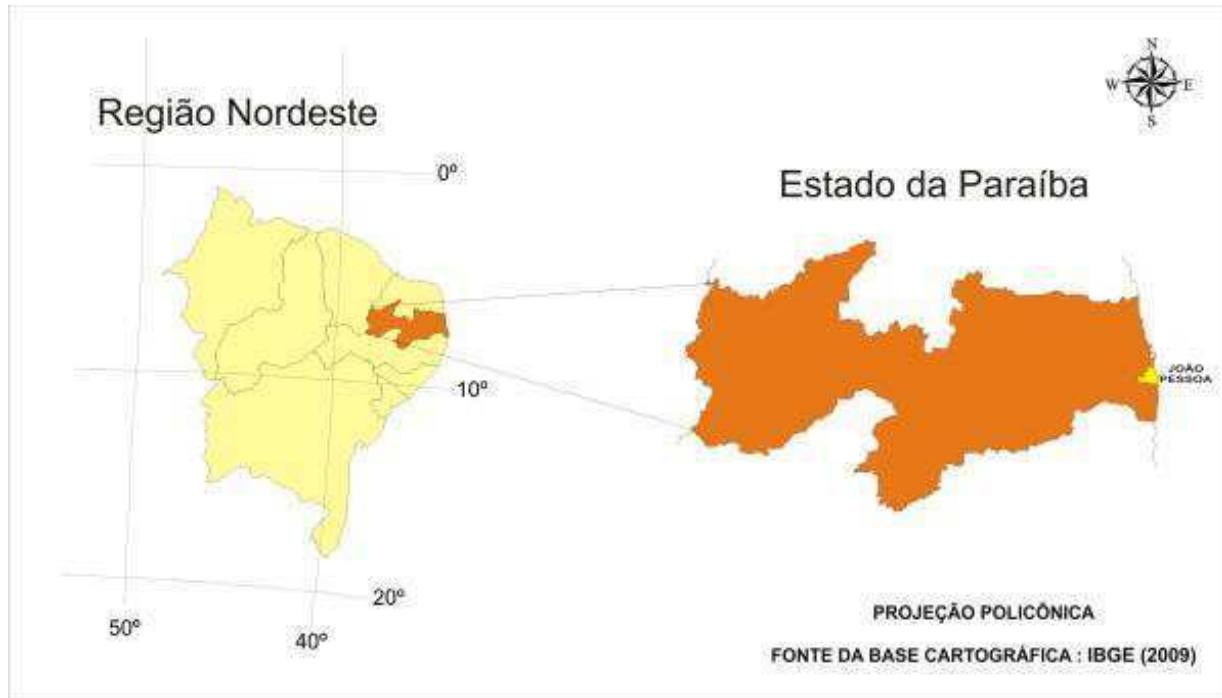 N
W E
S
Região Nordeste
0º
Estado da Paraíba
JOÃO
PESSOA
10º
20º
50º
40º
PROJEÇÃO POLICÔNICA
FONTE DA BASE CARTOGRÁFICA : IBGE (2009)